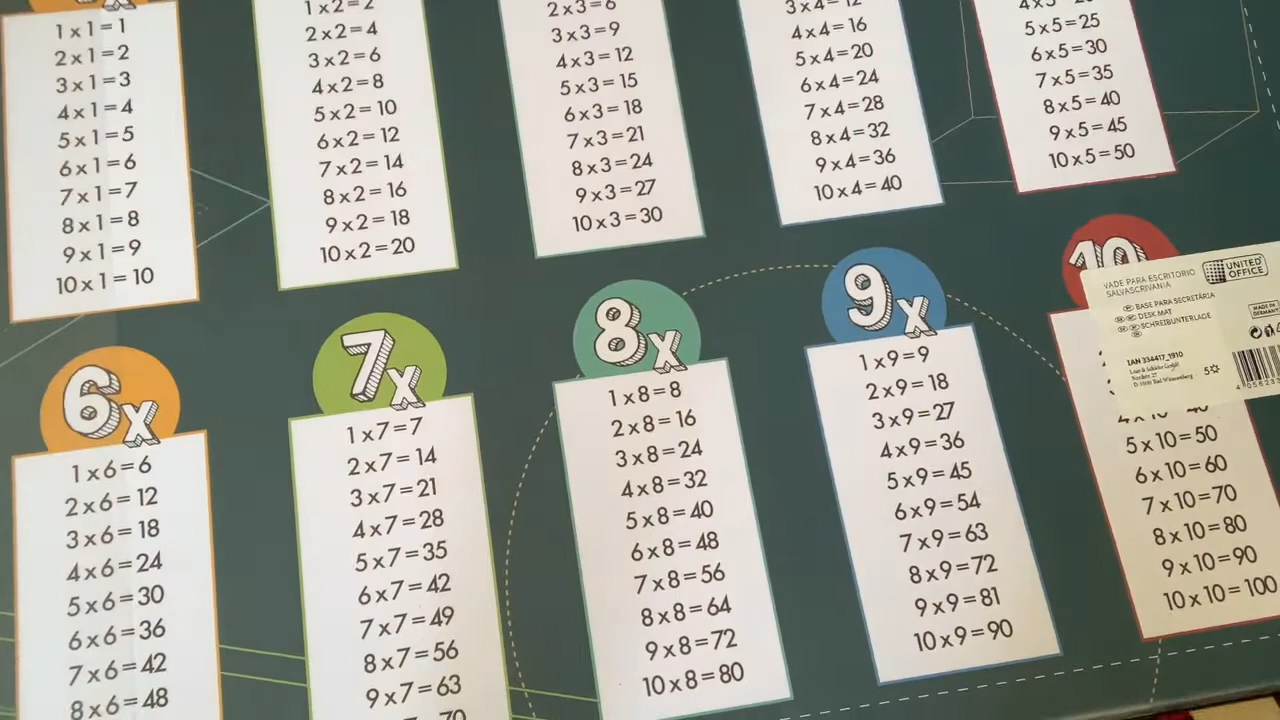 1 x 1 = 1
2 x 1 = 2
3 x 1 = 3
4 x 1 = 4
5 x 1 = 5
6 x 1 = 6
7 x 1 = 7
8 x 1 = 8
9 x 1 = 9
10 x 1 = 10
1 x 2 = 2
2 x 2 = 4
3 x 2 = 6
4 x 2 = 8
5 x 2 = 10
6 x 2 = 12
7 x 2 = 14
8 x 2 = 16
9 x 2 = 18
10 x 2 = 20
2 x 3 = 6
3 x 3 = 9
4 x 3 = 12
5 x 3 = 15
6 x 3 = 18
7 x 3 = 21
8 x 3 = 24
9 x 3 = 27
10 x 3 = 30
3 x 4 = 12
4 x 4 = 16
5 x 4 = 20
6 x 4 = 24
7 x 4 = 28
8 x 4 = 32
9 x 4 = 36
10 x 4 = 40
5 x 5 = 25
6 x 5 = 30
7 x 5 = 35
8 x 5 = 40
9 x 5 = 45
10 x 5 = 50
6x
1 x 6 = 6
2 x 6 = 12
3 x 6 = 18
4 x 6 = 24
5 x 6 = 30
6 x 6 = 36
7 x 6 = 42
8 x 6 = 48
7x
1 x 7 = 7
2 x 7 = 14
3 x 7 = 21
4 x 7 = 28
5 x 7 = 35
6 x 7 = 42
7 x 7 = 49
8 x 7 = 56
9 x 7 = 63
70
8x
1 x 8 = 8
2 x 8 = 16
3 x 8 = 24
4 x 8 = 32
5 x 8 = 40
6 x 8 = 48
7 x 8 = 56
8 x 8 = 64
9 x 8 = 72
10 x 8 = 80
9x
1 x 9 = 9
2 x 9 = 18
3 x 9 = 27
4 x 9 = 36
5 x 9 = 45
6 x 9 = 54
7 x 9 = 63
8 x 9 = 72
9 x 9 = 81
10 x 9 = 90
10
5 x 10 = 50
6 x 10 = 60
7 x 10 = 70
8 x 10 = 80
9 x 10 = 90
10 x 10 = 100
VADE PARA ESCRITORIO
SALVASCRIVANIA
BASE PARA SECRETÁRIA
DESK MAT
SCHREIBUNTERLAGE
UNITED
OFFICE
MADE IN
GERMANY
IAN 334417_1910